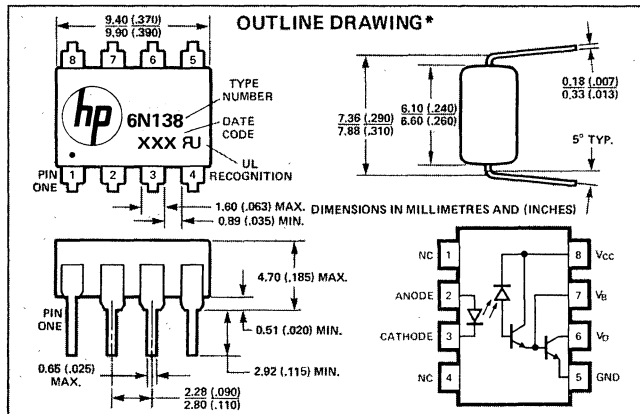 OUTLINE DRAWING*
9.40 (.370)
9.90 (.390)
8 7 6 5
hp
6N138
XXX RU
TYPE
NUMBER
DATE
CODE
UL
RECOGNITION
PIN
ONE
1 2 3 4
1.60 (.063) MAX.
0.89 (.035) MIN.
7.36 (.290)
7.88 (.310)
6.10 (.240)
6.60 (.260)
0.18 (.007)
0.33 (.013)
5° TYP.
DIMENSIONS IN MILLIMETRES AND (INCHES)
PIN
ONE
4.70 (.185) MAX.
0.51 (.020) MIN.
2.92 (.115) MIN.
0.65 (.025)
MAX.
2.28 (.090)
2.80 (.110)
NC 1
8 VCC
ANODE 2
7 VB
CATHODE 3
6 VO
NC 4
5 GND